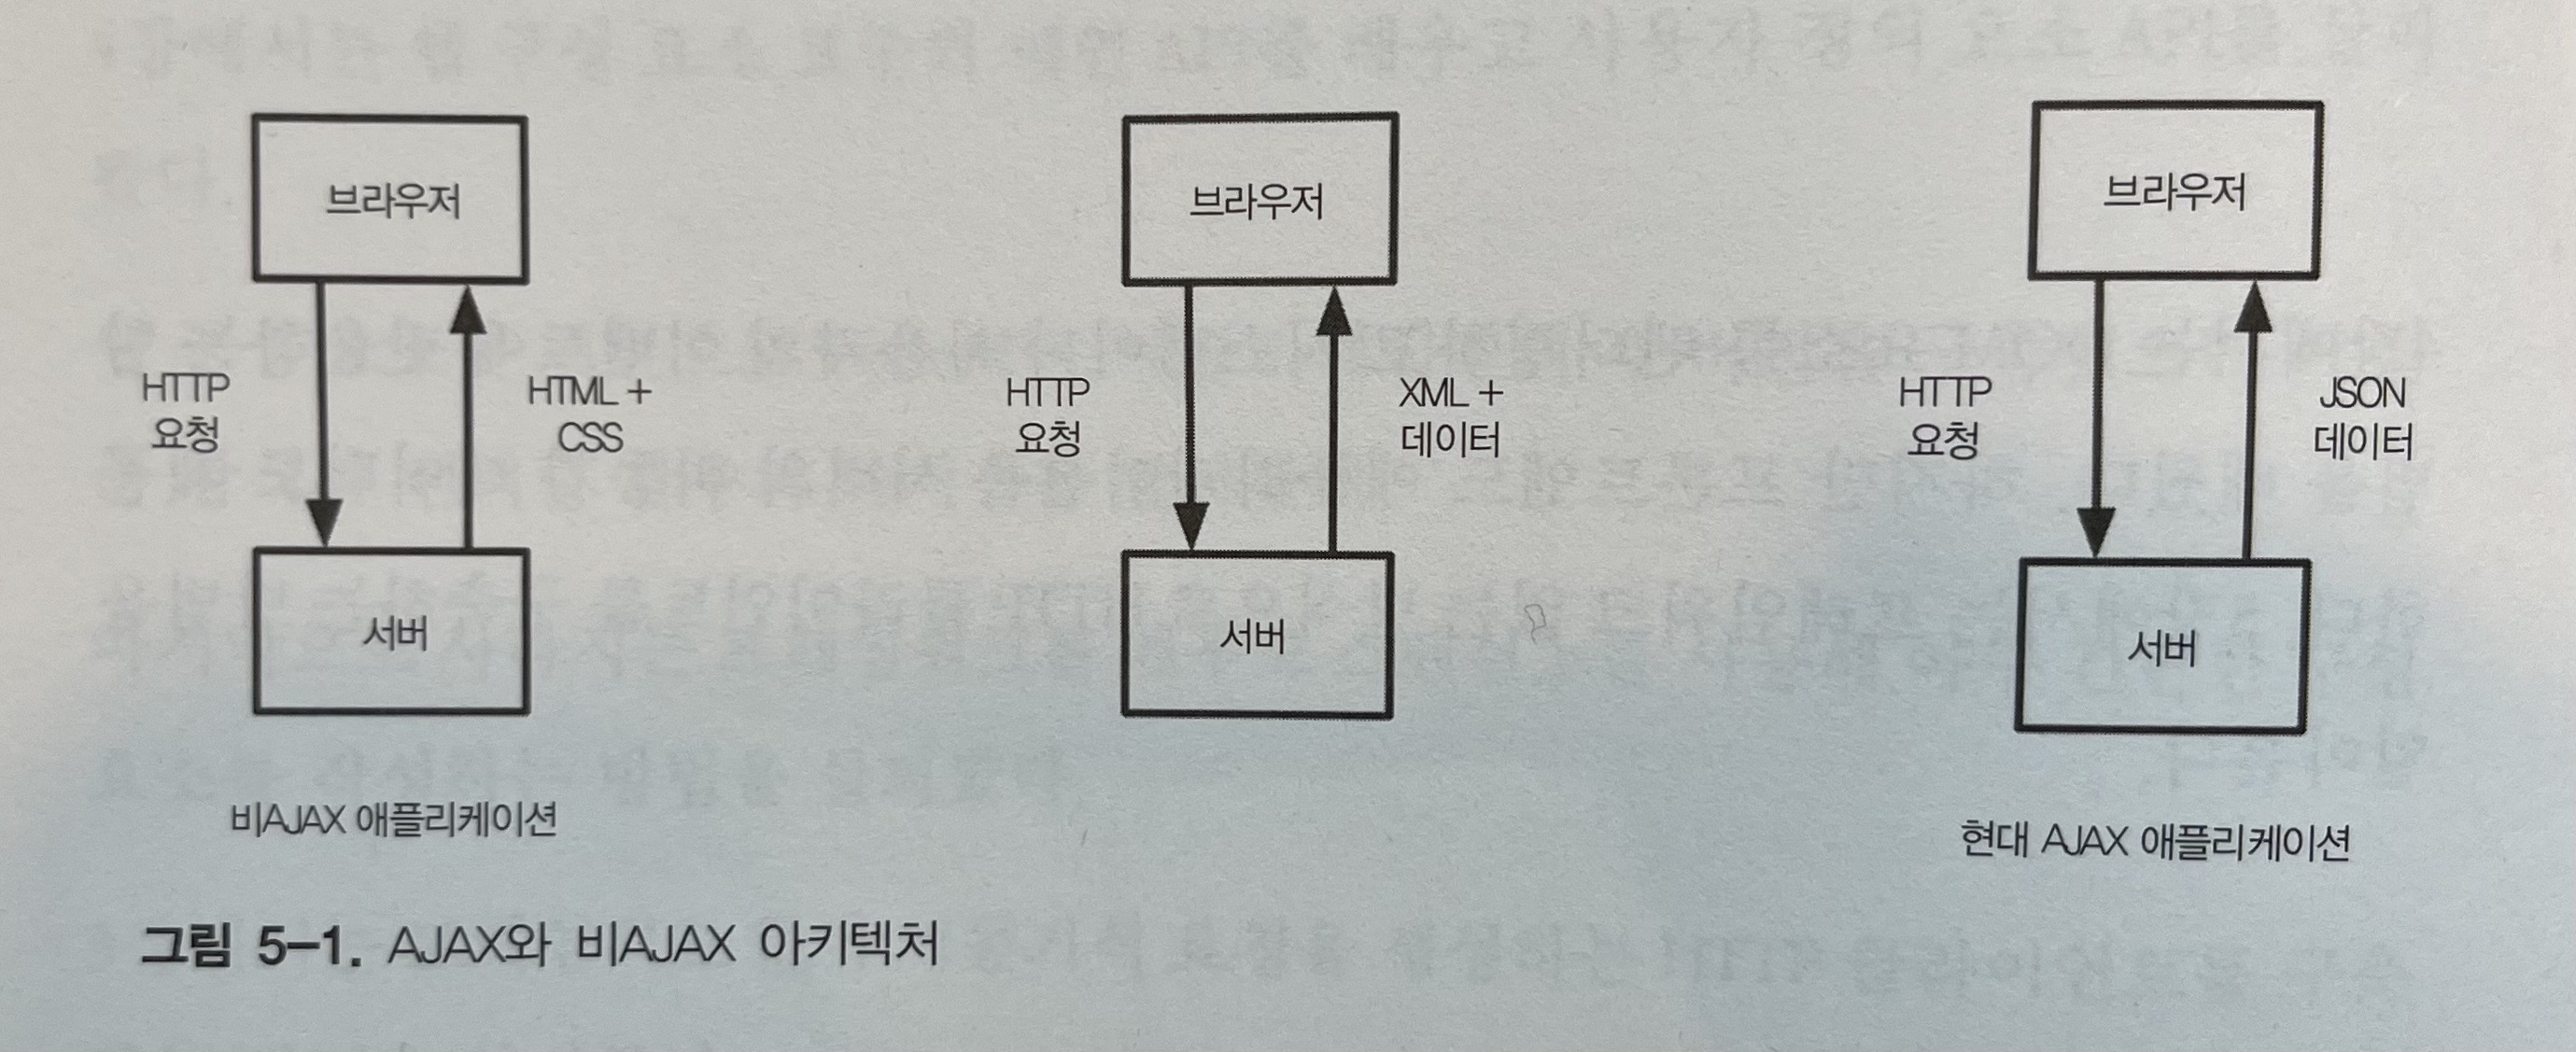 브라우저
HTTP
요청
HTML +
CSS
서버
비AJAX 애플리케이션
브라우저
HTTP
요청
XML +
데이터
서버
브라우저
HTTP
요청
JSON
데이터
서버
현대 AJAX 애플리케이션
그림 5-1. AJAX와 비AJAX 아키텍처